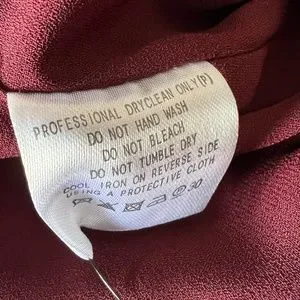 PROFESSIONAL DRYCLEAN ONLY(P)
DO NOT HAND WASH
DO NOT BLEACH
DO NOT TUMBLE DRY
COOL IRON ON REVERSE SIDE
USING A PROTECTIVE CLOTH
30